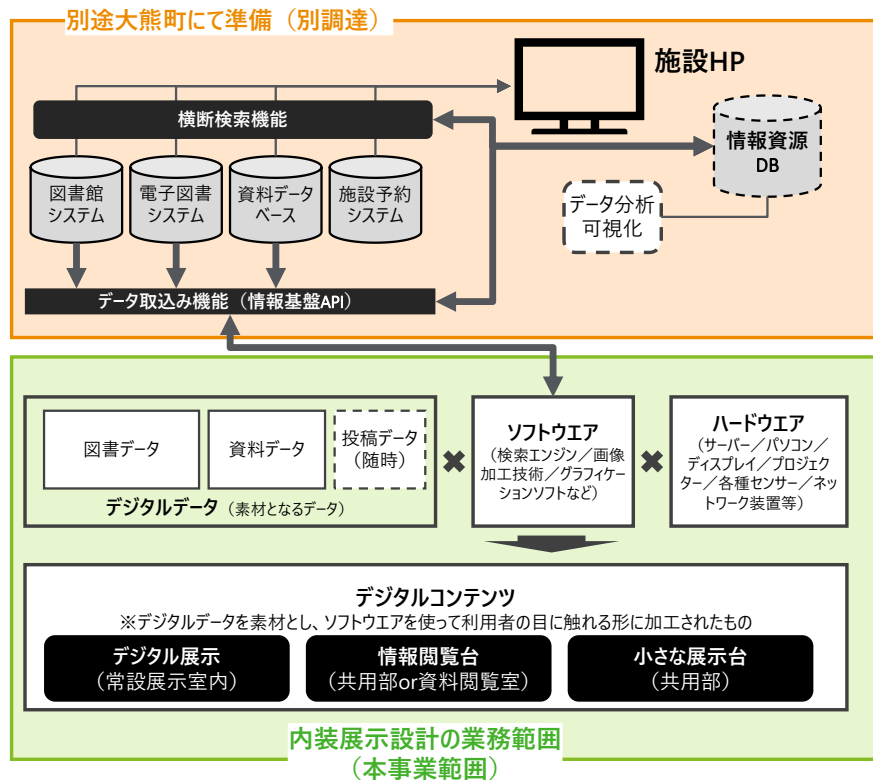 別途大熊町にて準備（別調達）
施設HP
横断検索機能
情報資源
DB
図書館
システム
電子図書
システム
資料データ
ベース
施設予約
システム
データ分析
可視化
データ取込み機能（情報基盤API）
図書データ
資料データ
投稿データ
（随時）
デジタルデータ（素材となるデータ）
ソフトウエア
（検索エンジン／画像
加工技術／グラフィケー
ションソフトなど）
ハードウエア
（サーバー／パソコン／
ディスプレイ／プロジェク
ター／各種センサー／ネッ
トワーク装置等）
デジタルコンテンツ
※デジタルデータを素材とし、ソフトウエアを使って利用者の目に触れる形に加工されたもの
デジタル展示
（常設展示室内）
情報閲覧台
（共用部or資料閲覧室）
小さな展示台
（共用部）
内装展示設計の業務範囲
（本事業範囲）